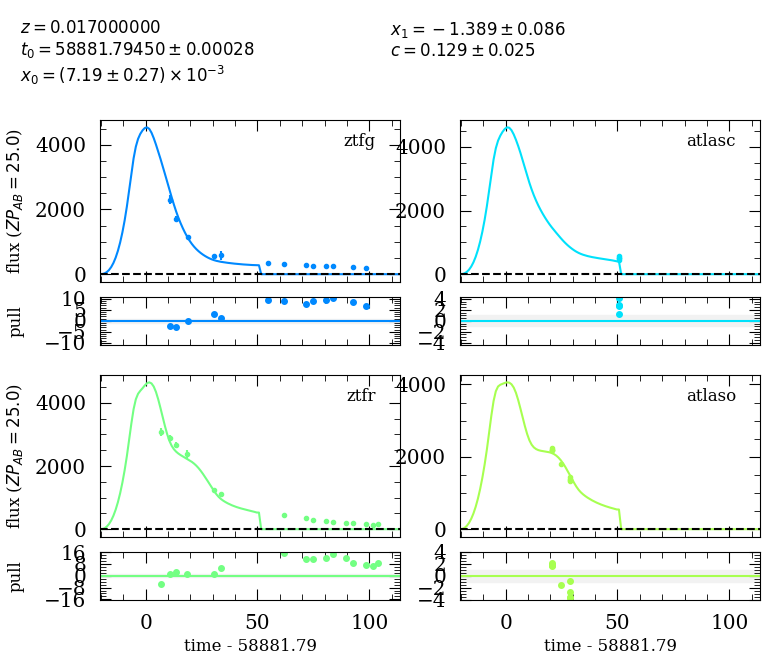 z = 0.017000000
t₀ = 58881.79450 ± 0.00028
x₀ = (7.19 ± 0.27) × 10⁻³
x₁ = −1.389 ± 0.086
c = 0.129 ± 0.025
flux (ZP_AB = 25.0)
4000
2000
0
ztfg
4000
2000
0
atlasc
pull
10
5
0
−5
−10
4
2
0
−2
−4
flux (ZP_AB = 25.0)
4000
2000
0
ztfr
4000
2000
0
atlaso
pull
16
8
0
−8
−16
4
2
0
−2
−4
0 50 100
time - 58881.79
0 50 100
time - 58881.79